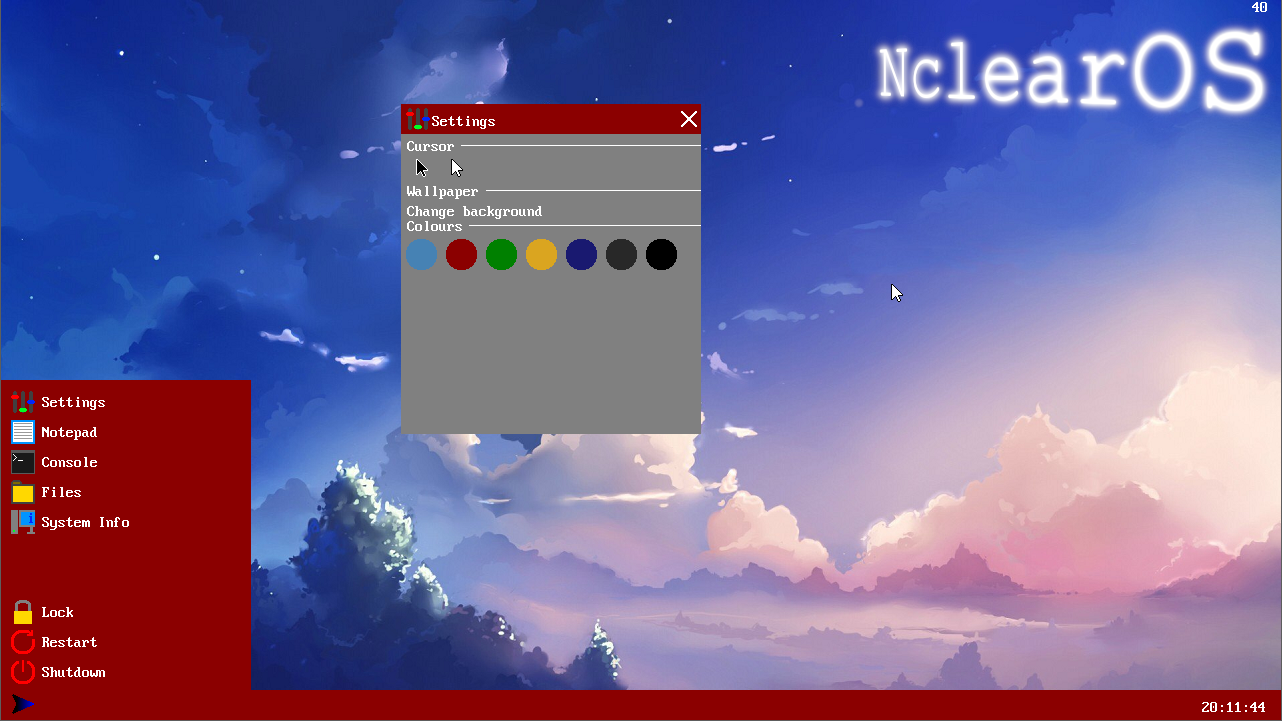 40
NclearOS
Settings
Cursor
Wallpaper
Change background
Colours
Settings
Notepad
Console
Files
System Info
Lock
Restart
Shutdown
20:11:44